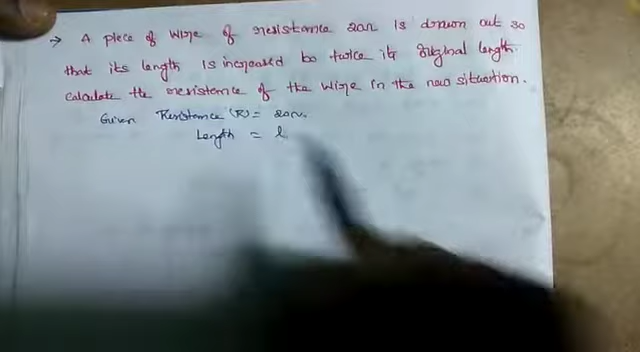 → A piece of wire of resistance 20Ω is drawn out so
that its length is increased to twice its original length.
calculate the resistance of the wire in the new situation.
Given Resistance (R) = 20Ω.
Length = l